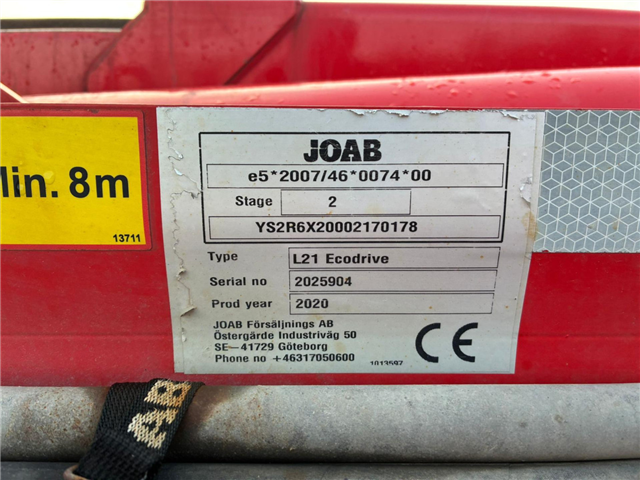 lin. 8m
13711
JOAB
e5*2007/46*0074*00
Stage 2
YS2R6X20002170178
Type L21 Ecodrive
Serial no 2025904
Prod year 2020
JOAB Försäljnings AB
Östergärde Industriväg 50
SE-41729 Göteborg
Phone no +46317050600
1013597
CE
AB